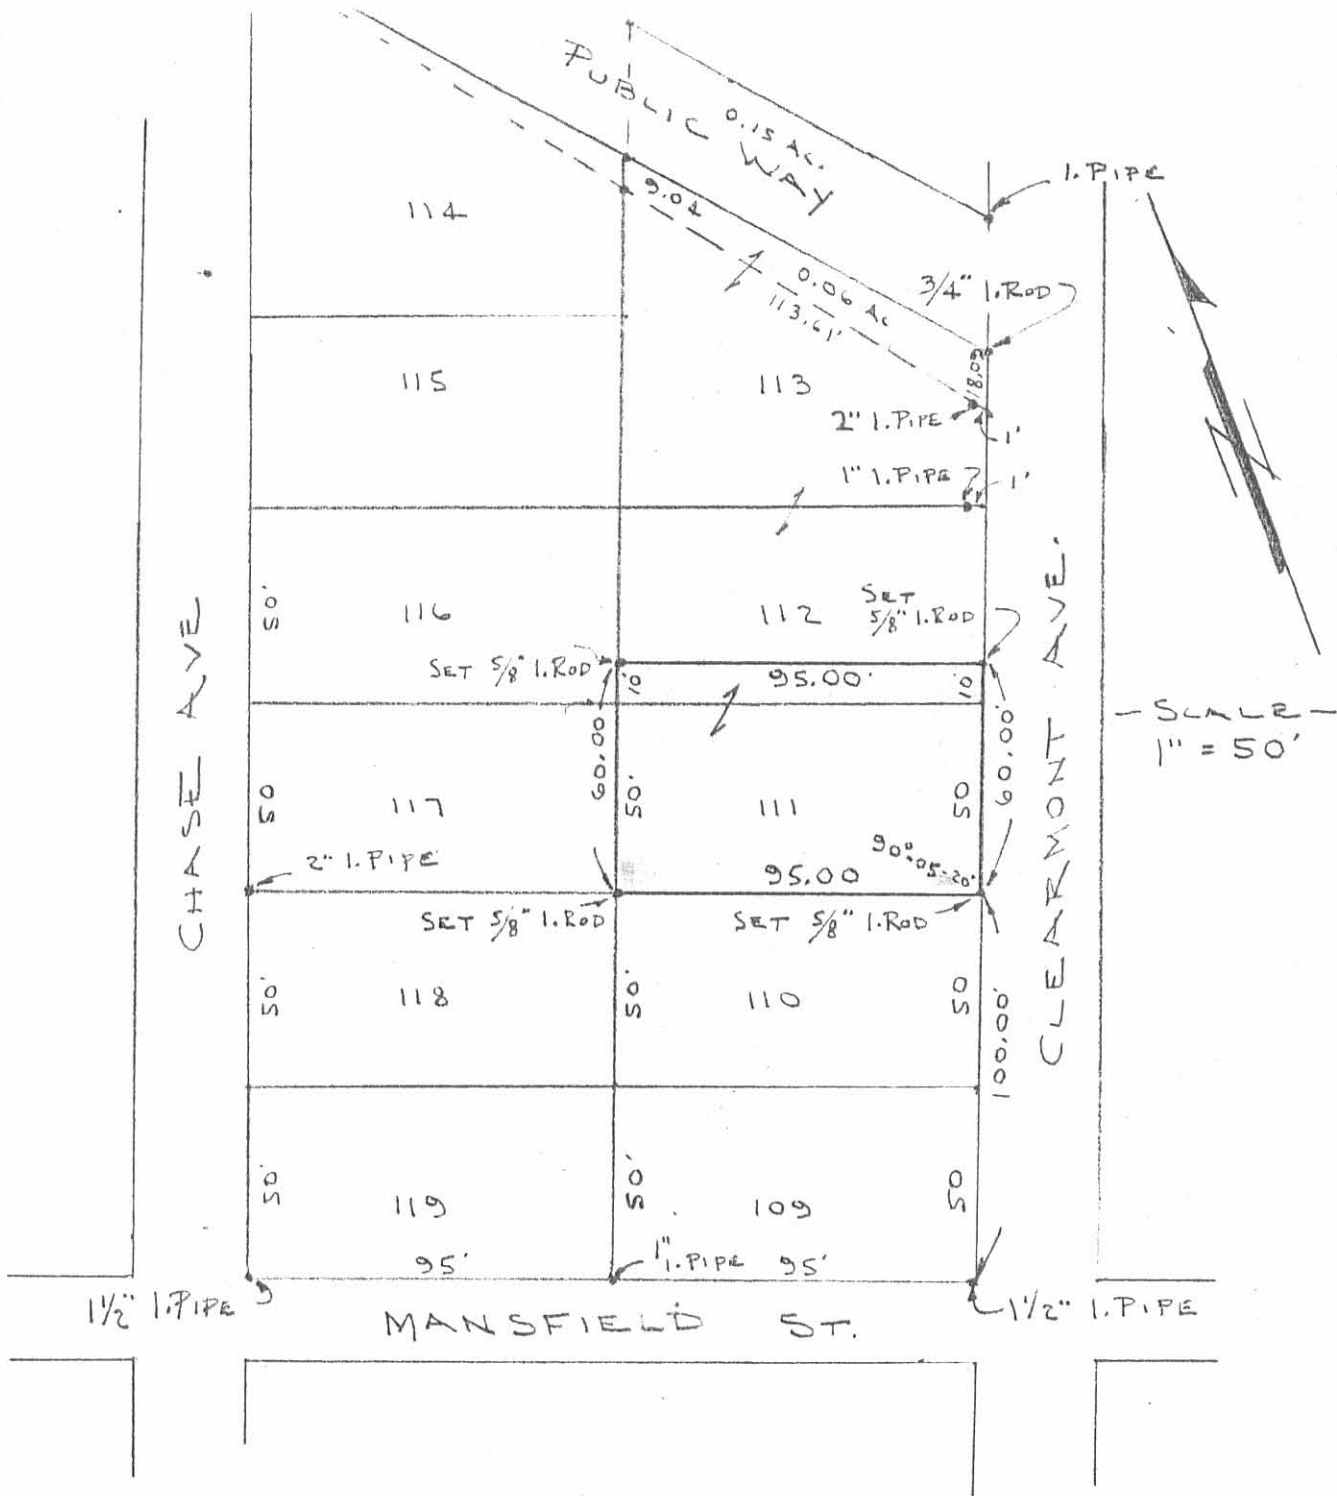 PUBLIC WAY
0.15 Ac.
I. PIPE
114
9.04
0.06 Ac
113.61'
3/4" I. ROD
18.03
115
113
2" I. PIPE
1'
1" I. PIPE
1'
50'
116
112
SET
5/8" I. ROD
SET 5/8" I. ROD
10'
95.00'
10'
CHASE AVE
CLEARMONT AVE.
- SCALE -
1" = 50'
60.00
60.00'
50
117
50'
111
50
2" I. PIPE
95.00
90°-05-20"
SET 5/8" I. ROD
SET 5/8" I. ROD
50'
118
50'
110
50
100.00'
50'
119
50'
109
50
95'
1" I. PIPE
95'
1 1/2" I. PIPE
MANSFIELD ST.
1 1/2" I. PIPE